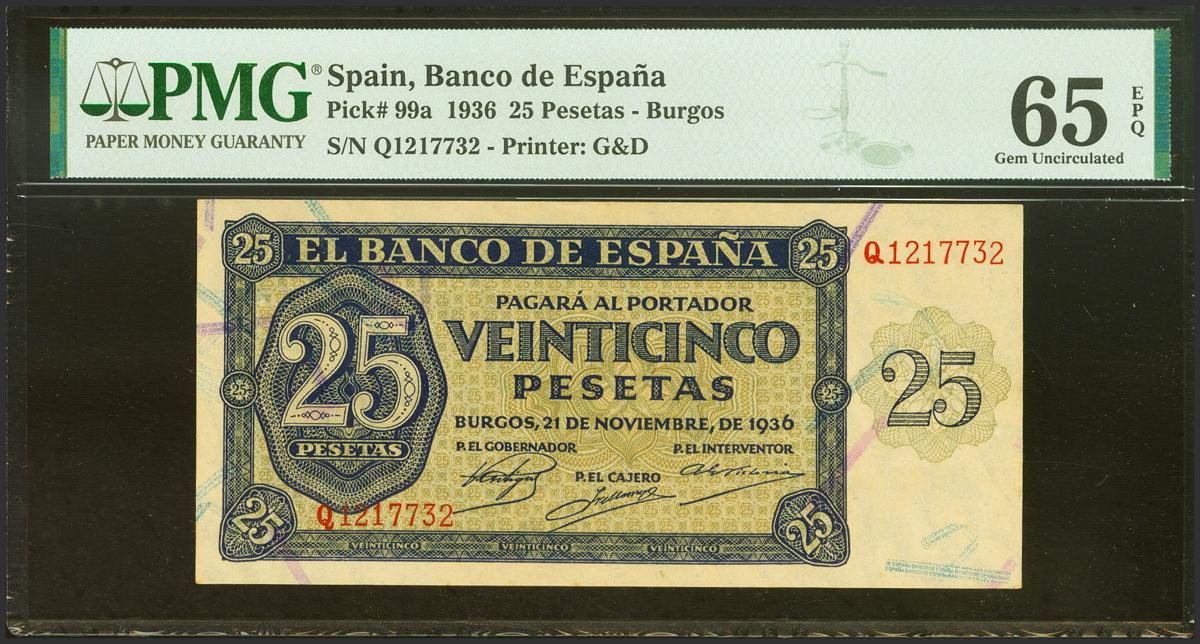 PMG®
PAPER MONEY GUARANTY
Spain, Banco de España
Pick# 99a 1936 25 Pesetas - Burgos
S/N Q1217732 - Printer: G&D
65
EPQ
Gem Uncirculated
25
EL BANCO DE ESPAÑA
25
Q1217732
PAGARÁ AL PORTADOR
VEINTICINCO
PESETAS
25
PESETAS
25
25
25
BURGOS, 21 DE NOVIEMBRE, DE 1936
P. EL GOBERNADOR
P. EL INTERVENTOR
P. EL CAJERO
Q1217732
25
25
VEINTICINCO VEINTICINCO VEINTICINCO